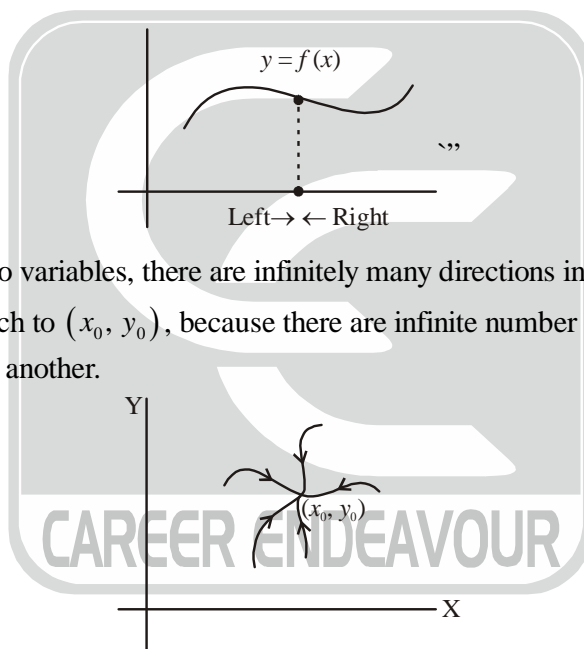 y = f(x)
`,,
Left→ ← Right
o variables, there are infinitely many directions in
ch to (x₀, y₀), because there are infinite number
another.
Y
(x₀, y₀)
CAREER ENDEAVOUR
X